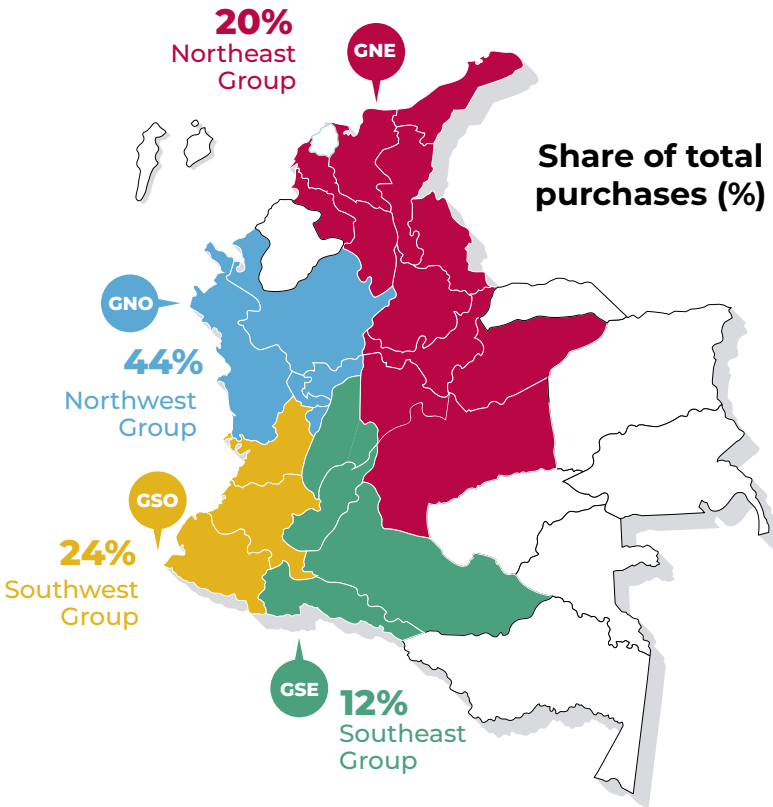 20%
Northeast
Group
GNE
Share of total
purchases (%)
GNO
44%
Northwest
Group
GSO
24%
Southwest
Group
GSE
12%
Southeast
Group